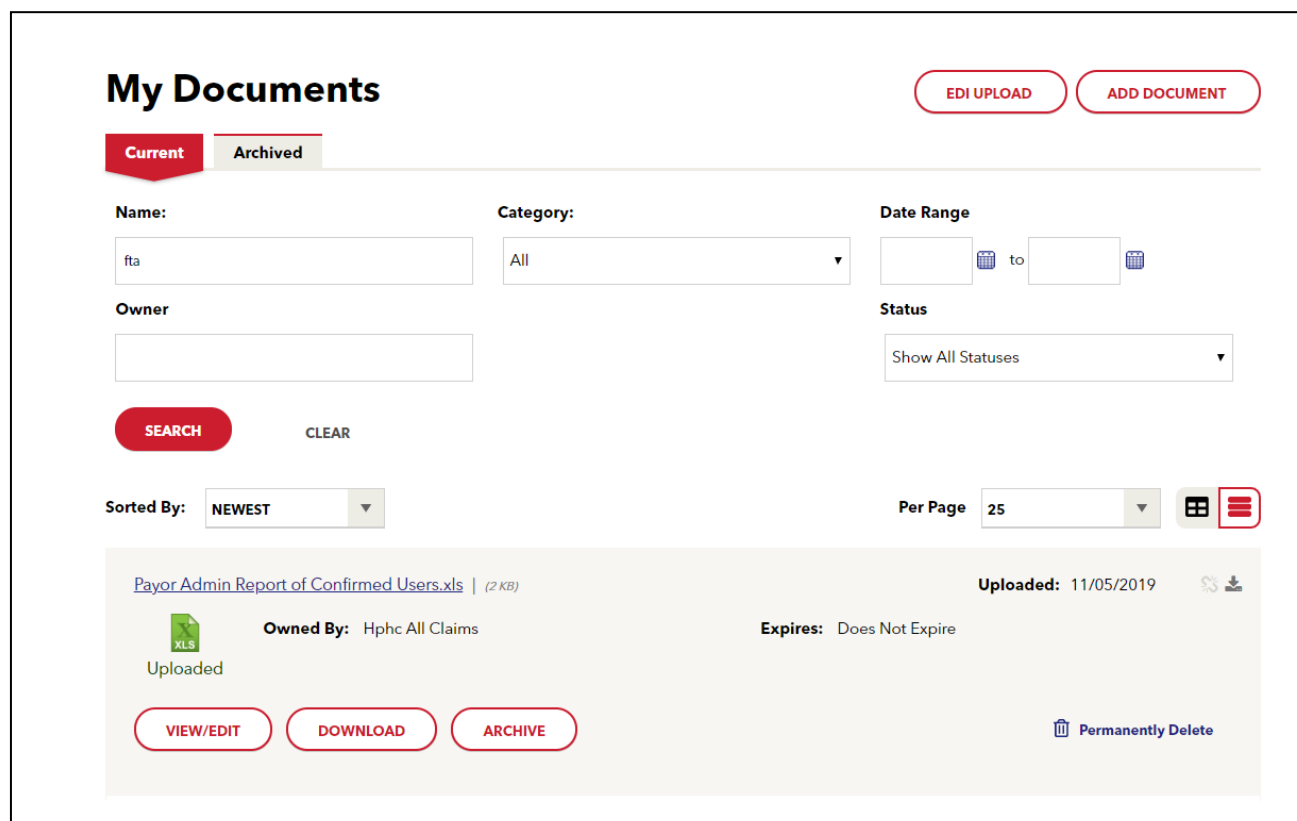 My Documents
EDI UPLOAD
ADD DOCUMENT
Current
Archived
Name:
Category:
Date Range
fta
All
to
Owner
Status
Show All Statuses
SEARCH
CLEAR
Sorted By:
NEWEST
Per Page
25
Payor Admin Report of Confirmed Users.xls | (2 KB)
Uploaded: 11/05/2019
XLS
Uploaded
Owned By: Hphc All Claims
Expires: Does Not Expire
VIEW/EDIT
DOWNLOAD
ARCHIVE
Permanently Delete